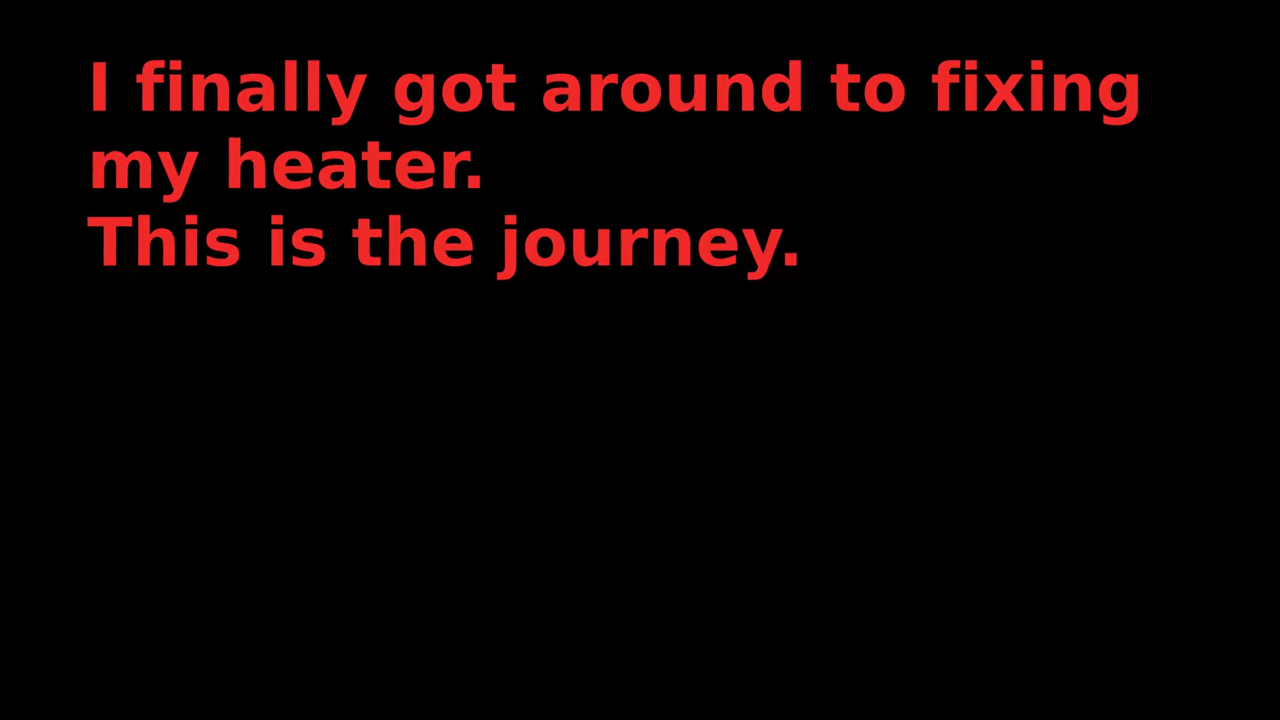 I finally got around to fixing
my heater.
This is the journey.